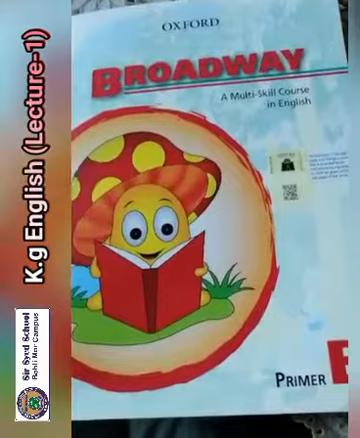 K.g English (Lecture-1)
Sir Syed School
OXFORD
BROADWAY
A Multi-Skill Course
in English
PRIMER